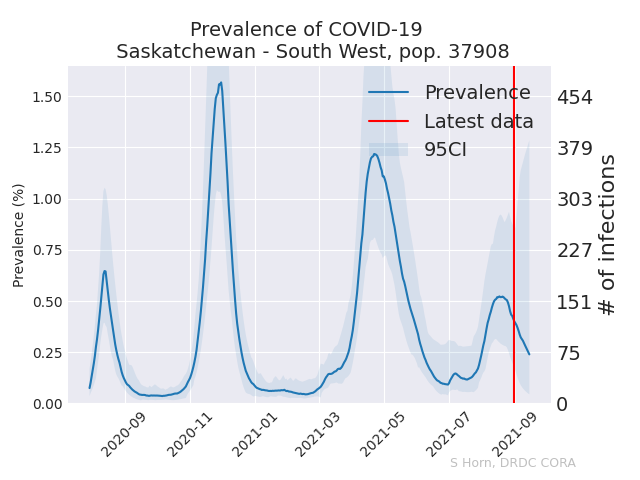 Prevalence of COVID-19
Saskatchewan - South West, pop. 37908
Prevalence
Latest data
95CI
Prevalence (%)
1.50
1.25
1.00
0.75
0.50
0.25
0.00
454
379
303
227
151
75
0
# of infections
2020-09
2020-11
2021-01
2021-03
2021-05
2021-07
2021-09
S Horn, DRDC CORA